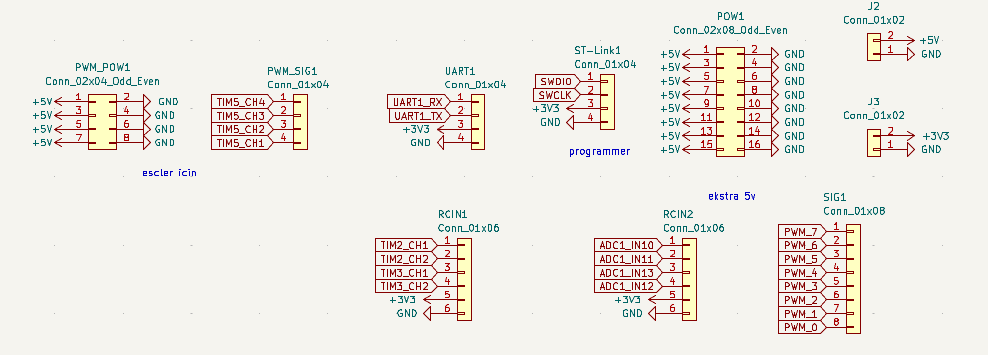 PWM_POW1
Conn_02x04_Odd_Even
+5V 1 2 GND
+5V 3 4 GND
+5V 5 6 GND
+5V 7 8 GND
escler icin
PWM_SIG1
Conn_01x04
TIM5_CH4 1
TIM5_CH3 2
TIM5_CH2 3
TIM5_CH1 4
UART1
Conn_01x04
UART1_RX 1
UART1_TX 2
+3V3 3
GND 4
ST-Link1
Conn_01x04
SWDIO 1
SWCLK 2
+3V3 3
GND 4
programmer
POW1
Conn_02x08_Odd_Even
+5V 1 2 GND
+5V 3 4 GND
+5V 5 6 GND
+5V 7 8 GND
+5V 9 10 GND
+5V 11 12 GND
+5V 13 14 GND
+5V 15 16 GND
ekstra 5v
J2
Conn_01x02
2 +5V
1 GND
J3
Conn_01x02
2 +3V3
1 GND
RCIN1
Conn_01x06
TIM2_CH1 1
TIM2_CH2 2
TIM3_CH1 3
TIM3_CH2 4
+3V3 5
GND 6
RCIN2
Conn_01x06
ADC1_IN10 1
ADC1_IN11 2
ADC1_IN13 3
ADC1_IN12 4
+3V3 5
GND 6
SIG1
Conn_01x08
PWM_7 1
PWM_6 2
PWM_5 3
PWM_4 4
PWM_3 5
PWM_2 6
PWM_1 7
PWM_0 8